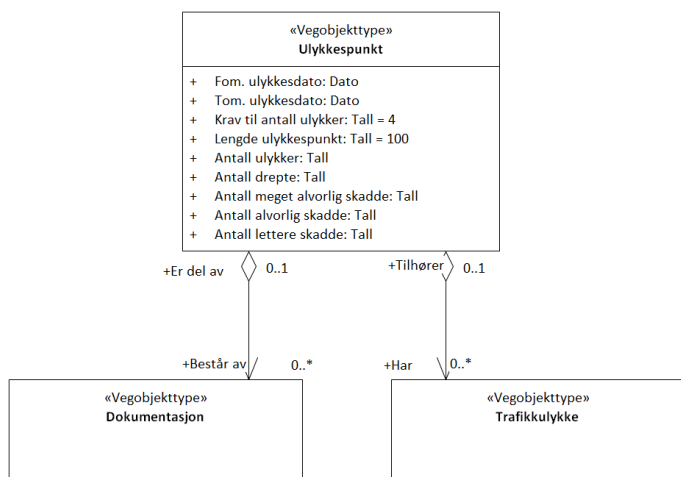 «Vegobjekttype»
Ulykkespunkt
+ Fom. ulykkesdato: Dato
+ Tom. ulykkesdato: Dato
+ Krav til antall ulykker: Tall = 4
+ Lengde ulykkespunkt: Tall = 100
+ Antall ulykker: Tall
+ Antall drepte: Tall
+ Antall meget alvorlig skadde: Tall
+ Antall alvorlig skadde: Tall
+ Antall lettere skadde: Tall
+Er del av 0..1 +Tilhører 0..1
+Består av 0..* +Har 0..*
«Vegobjekttype»
Dokumentasjon
«Vegobjekttype»
Trafikkulykke